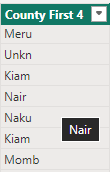 County First 4
Meru
Unkn
Kiam
Nair
Naku
Nair
Kiam
Momb